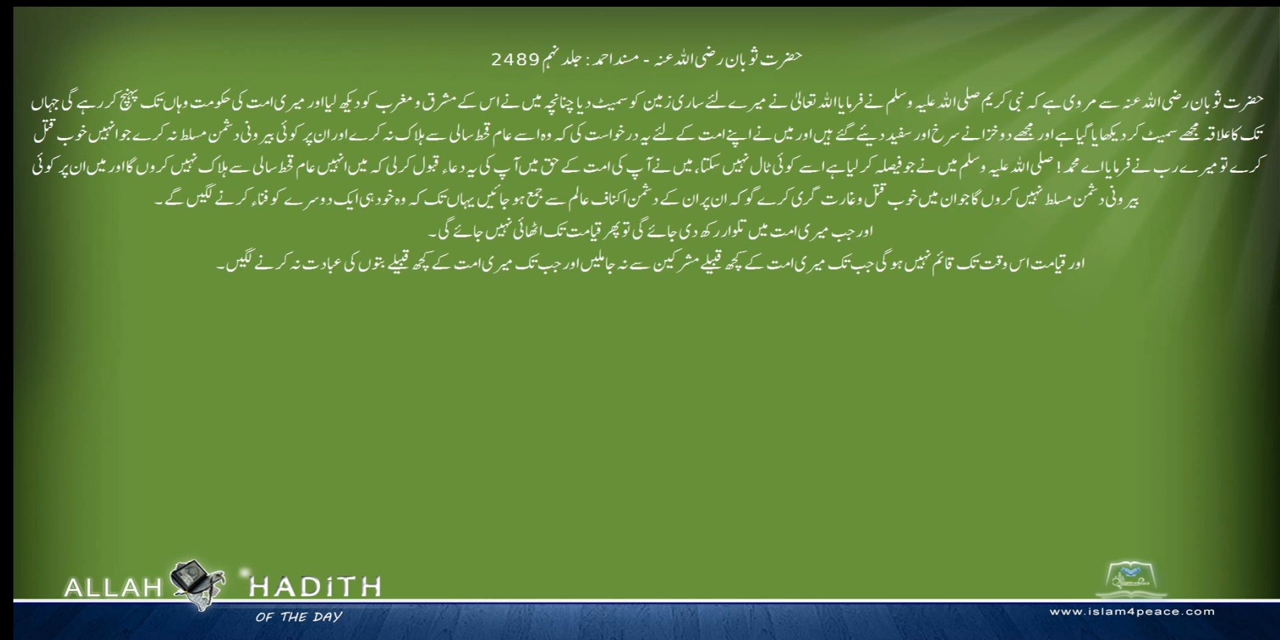 حضرت ثوبان رضی اللہ عنہ - مسند احمد: جلد نہم 2489
حضرت ثوبان رضی اللہ عنہ سے مروی ہے کہ نبی کریم صلی اللہ علیہ وسلم نے فرمایا اللہ تعالیٰ نے میرے لئے ساری زمین کو سمیٹ دیا چنانچہ میں نے اس کے مشرق و مغرب کو دیکھ لیا اور میری امت کی حکومت وہاں تک پہنچ کر رہے گی جہاں
تک کا علاقہ مجھے سمیٹ کر دیکھایا گیا ہے اور مجھے دو خزانے سرخ اور سفید دیئے گئے ہیں اور میں نے اپنے امت کے لئے یہ درخواست کی کہ وہ اسے عام قحط سالی سے ہلاک نہ کرے اور ان پر کوئی بیرونی دشمن مسلط نہ کرے جو انہیں خوب قتل
کرے تو میرے رب نے فرمایا اے محمد! صلی اللہ علیہ وسلم میں نے جو فیصلہ کر لیا ہے اسے کوئی ٹال نہیں سکتا، میں نے آپ کی امت کے حق میں آپ کی یہ دعاء قبول کر لی کہ میں انہیں عام قحط سالی سے ہلاک نہیں کروں گا اور میں ان پر کوئی
بیرونی دشمن مسلط نہیں کروں گا جو ان میں خوب قتل و غارت گری کرے گو کہ ان پر ان کے دشمن اکناف عالم سے جمع ہو جائیں یہاں تک کہ وہ خود ہی ایک دوسرے کو فناء کرنے لگیں گے۔
اور جب میری امت میں تلوار رکھ دی جائے گی تو پھر قیامت تک اٹھائی نہیں جائے گی۔
اور قیامت اس وقت تک قائم نہیں ہو گی جب تک میری امت کے کچھ قبیلے مشرکین سے نہ جا ملیں اور جب تک میری امت کے کچھ قبیلے بتوں کی عبادت نہ کرنے لگیں۔
ALLAH HADITH
OF THE DAY
www.islam4peace.com